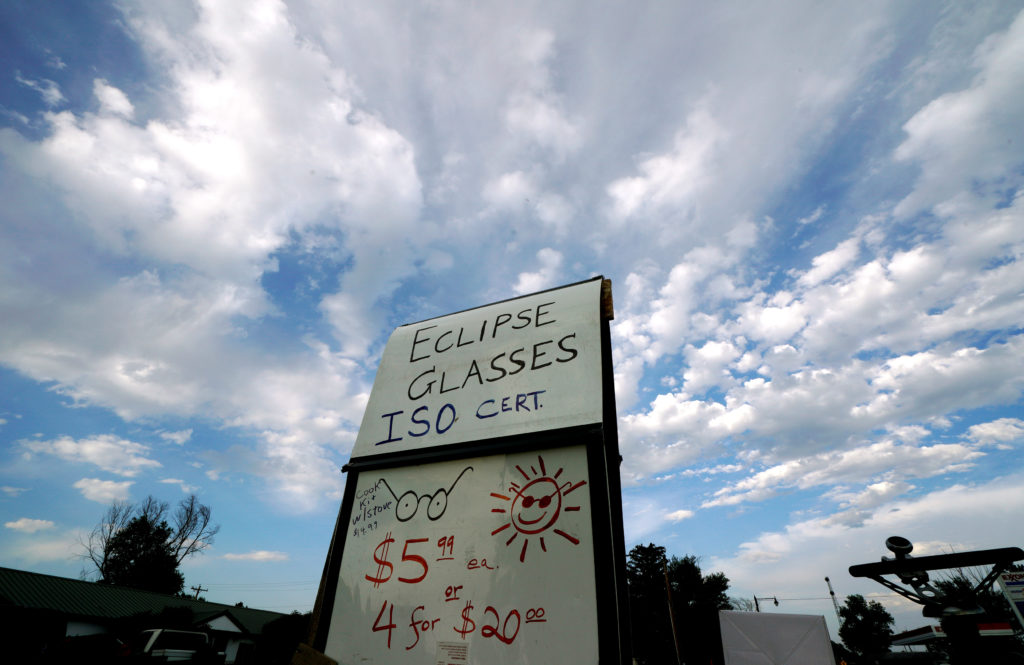 ECLIPSE
GLASSES
ISO CERT.
Cook
Kit
w/stove
$14.99
$5.99 ea.
or
4 for $20.00